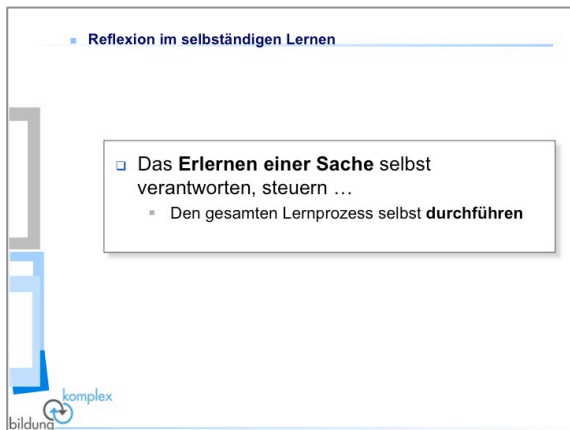 Reflexion im selbständigen Lernen
Das Erlernen einer Sache selbst
verantworten, steuern …
Den gesamten Lernprozess selbst durchführen
komplex
bildung